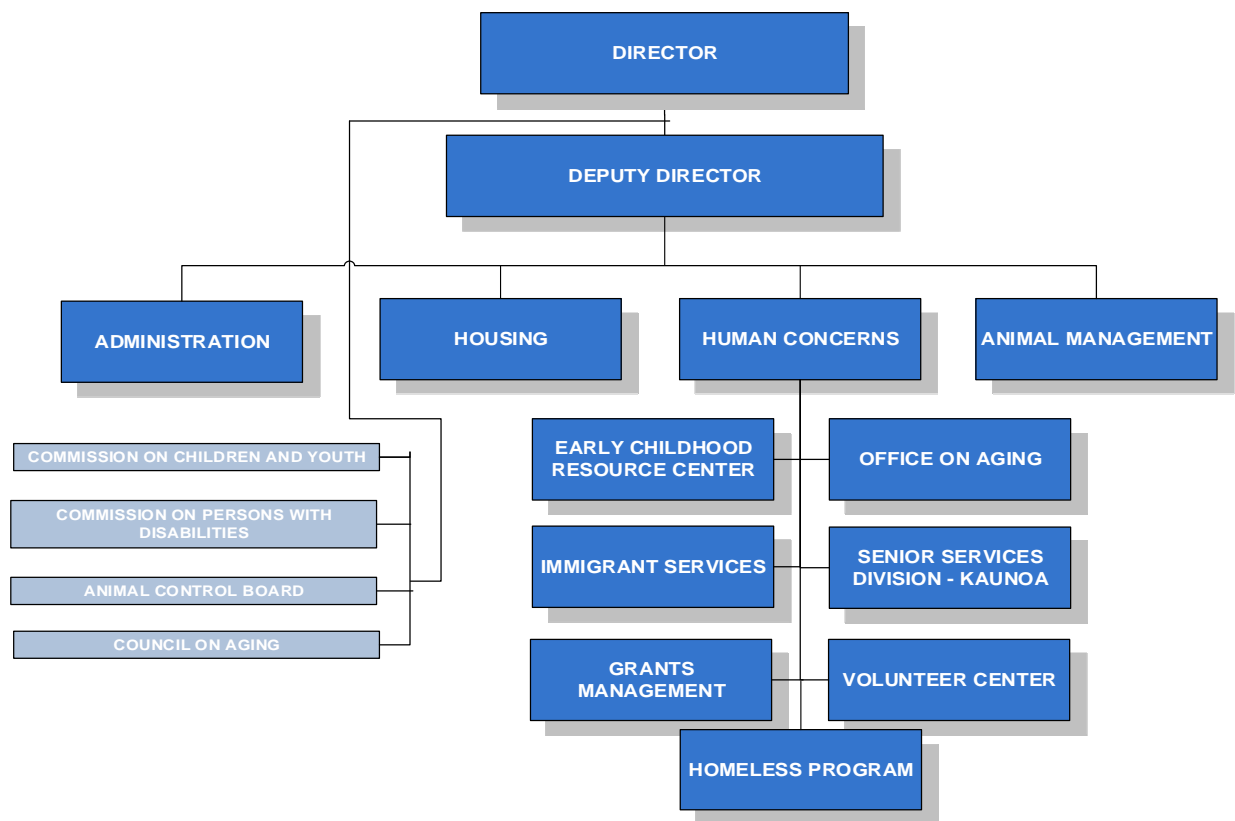 DIRECTOR
DEPUTY DIRECTOR
ADMINISTRATION
HOUSING
HUMAN CONCERNS
ANIMAL MANAGEMENT
COMMISSION ON CHILDREN AND YOUTH
COMMISSION ON PERSONS WITH
DISABILITIES
ANIMAL CONTROL BOARD
COUNCIL ON AGING
EARLY CHILDHOOD
RESOURCE CENTER
OFFICE ON AGING
IMMIGRANT SERVICES
SENIOR SERVICES
DIVISION - KAUNOA
GRANTS
MANAGEMENT
VOLUNTEER CENTER
HOMELESS PROGRAM